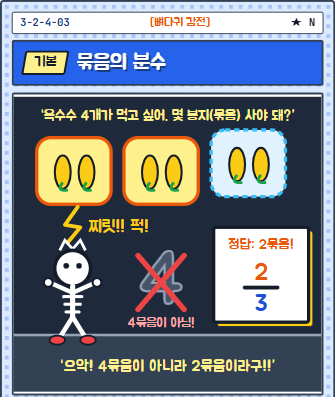 3-2-4-03
[뼈다귀 감전]
★ N
기본
묶음의 분수
'옥수수 4개가 먹고 싶어. 몇 봉지(묶음) 사야 돼?'
찌릿!! 퍽!
4
4묶음이 아님!
정답: 2묶음!
2
3
'으악! 4묶음이 아니라 2묶음이라구!!'